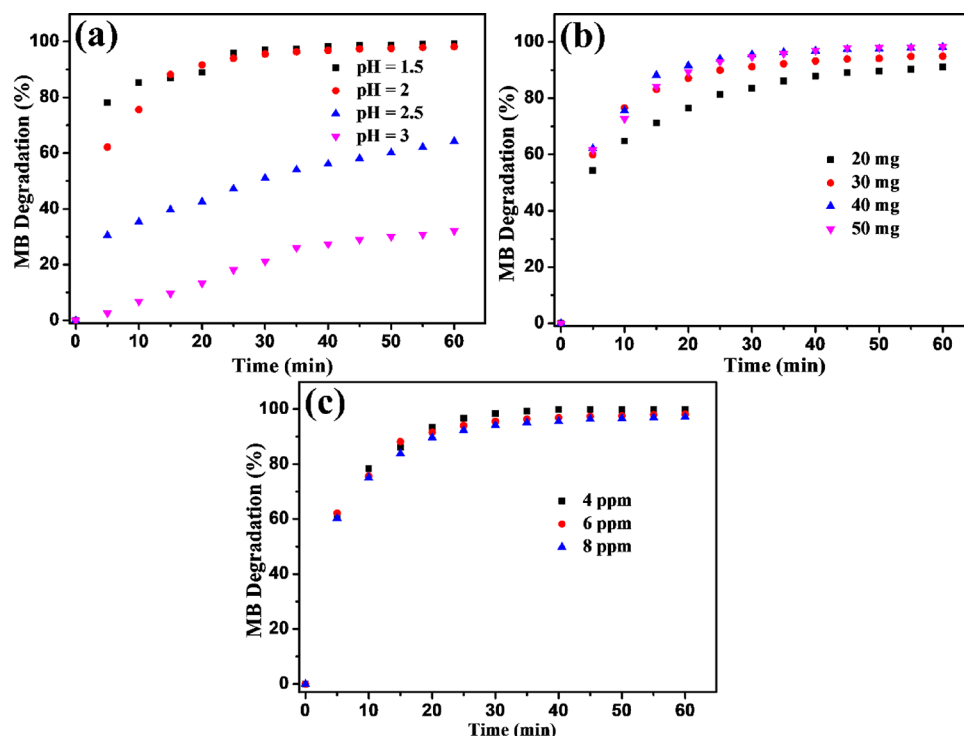 (a)
100
80
60
40
20
0
MB Degradation (%)
pH = 1.5
pH = 2
pH = 2.5
pH = 3
0 10 20 30 40 50 60
Time (min)
(b)
100
80
60
40
20
0
MB Degradation (%)
20 mg
30 mg
40 mg
50 mg
0 10 20 30 40 50 60
Time (min)
(c)
100
80
60
40
20
0
MB Degradation (%)
4 ppm
6 ppm
8 ppm
0 10 20 30 40 50 60
Time (min)